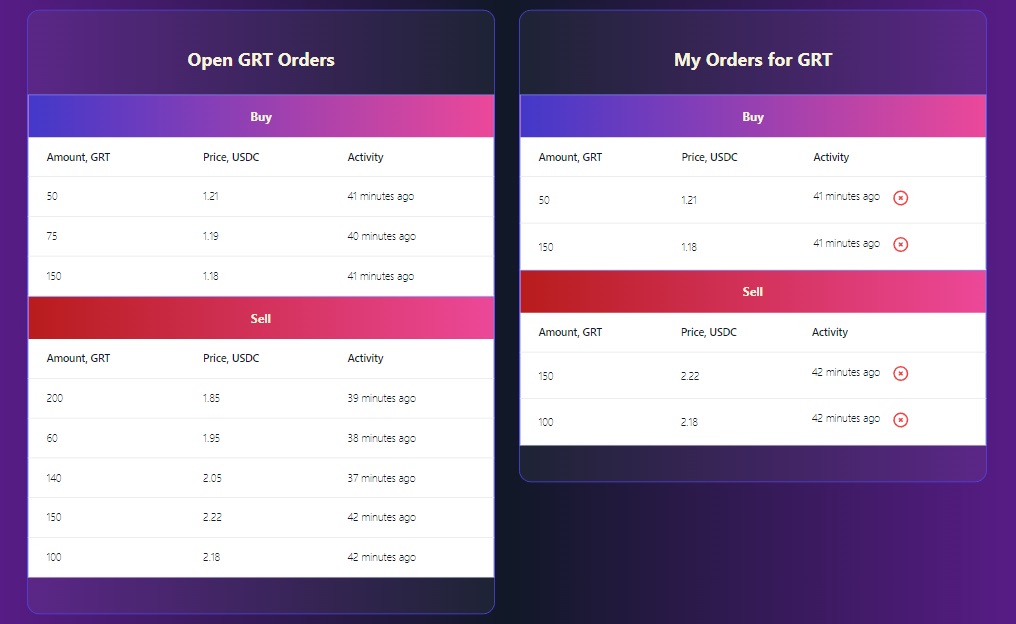 Open GRT Orders
Buy
Amount, GRT Price, USDC Activity
50 1.21 41 minutes ago
75 1.19 40 minutes ago
150 1.18 41 minutes ago
Sell
Amount, GRT Price, USDC Activity
200 1.85 39 minutes ago
60 1.95 38 minutes ago
140 2.05 37 minutes ago
150 2.22 42 minutes ago
100 2.18 42 minutes ago
My Orders for GRT
Buy
Amount, GRT Price, USDC Activity
50 1.21 41 minutes ago
150 1.18 41 minutes ago
Sell
Amount, GRT Price, USDC Activity
150 2.22 42 minutes ago
100 2.18 42 minutes ago